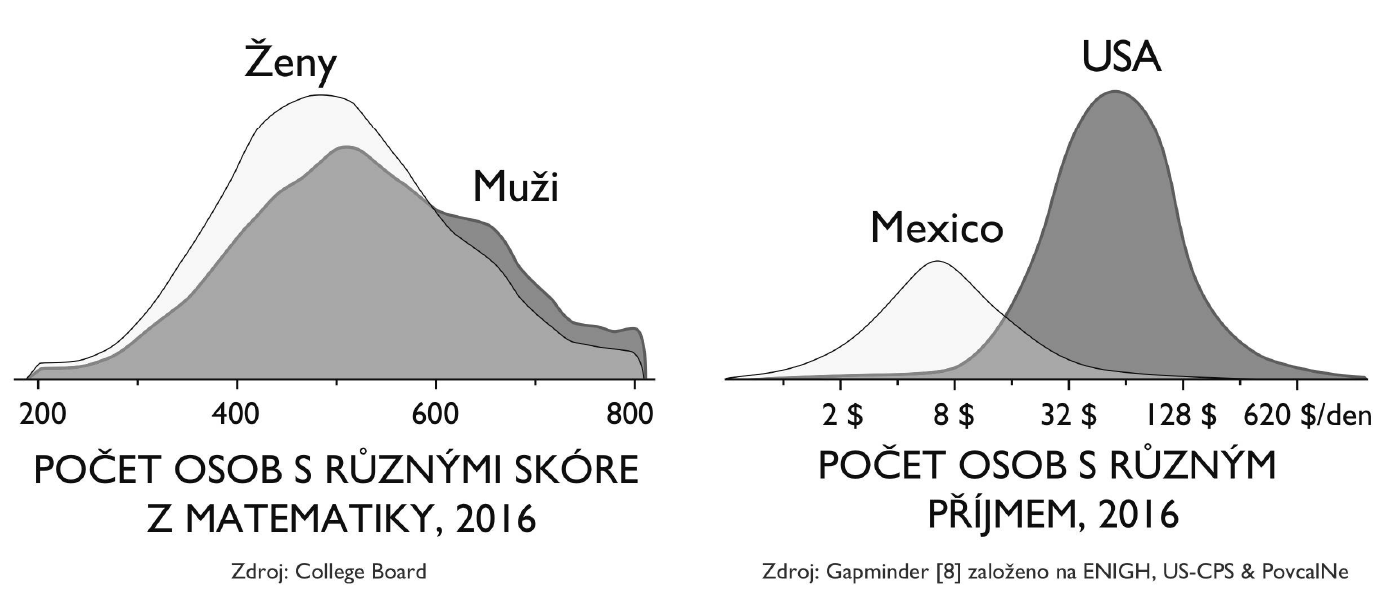 Ženy
Muži
200 400 600 800
POČET OSOB S RŮZNÝMI SKÓRE
Z MATEMATIKY, 2016
Zdroj: College Board
USA
Mexico
2 $ 8 $ 32 $ 128 $ 620 $/den
POČET OSOB S RŮZNÝM
PŘÍJMEM, 2016
Zdroj: Gapminder [8] založeno na ENIGH, US-CPS & PovcalNe